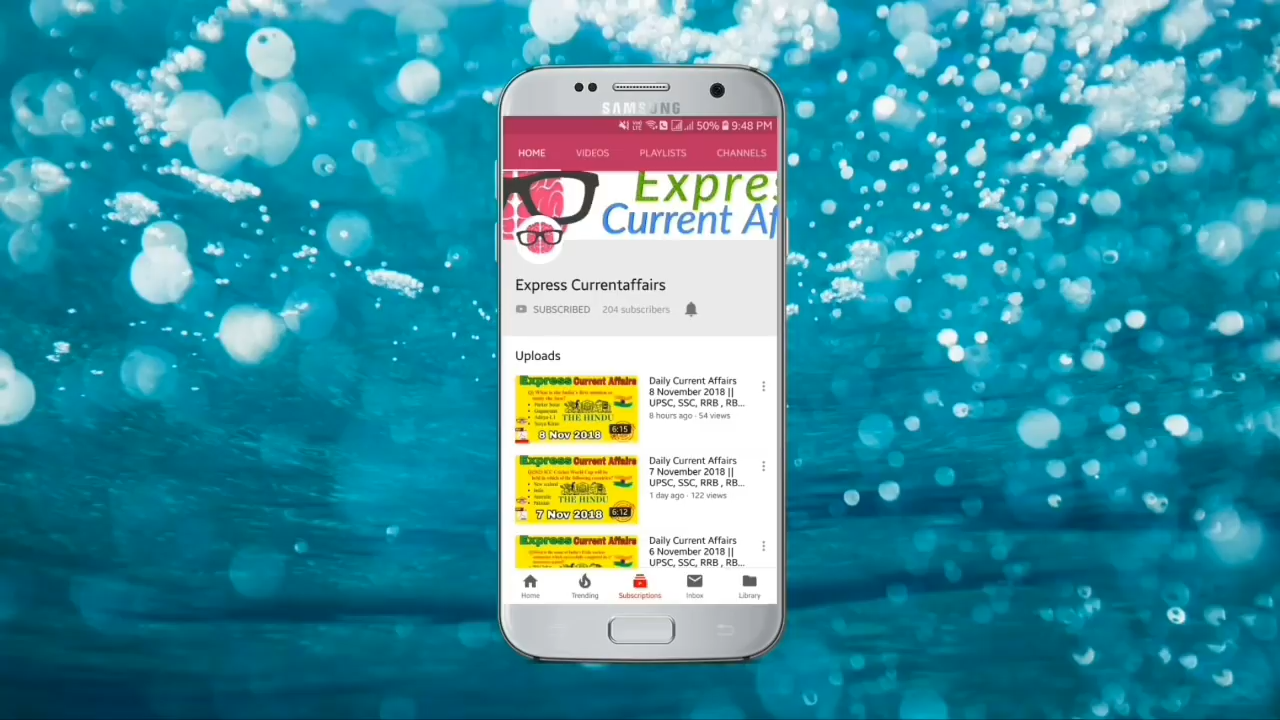 SAMSUNG
50% 9:48 PM
HOME VIDEOS PLAYLISTS CHANNELS
Expres
Current Af
Express Currentaffairs
SUBSCRIBED 204 subscribers
Uploads
Express Current Affairs
THE HINDU
8 Nov 2018
6:15
Daily Current Affairs
8 November 2018 ||
UPSC, SSC, RRB , RB...
8 hours ago · 54 views
Express Current Affairs
THE HINDU
7 Nov 2018
6:12
Daily Current Affairs
7 November 2018 ||
UPSC, SSC, RRB , RB...
1 day ago · 122 views
Express Current Affairs
Daily Current Affairs
6 November 2018 ||
UPSC, SSC, RRB , RB...
Home Trending Subscriptions Inbox Library